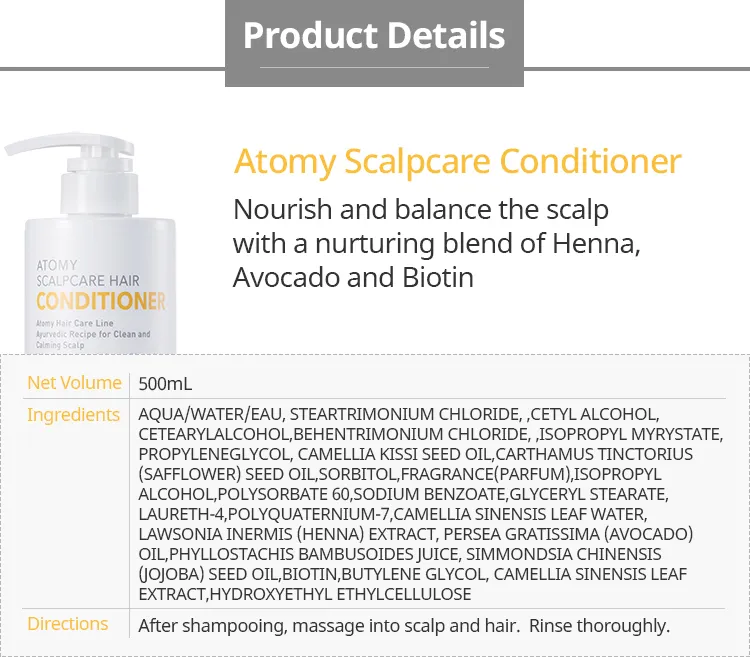 Product Details
Atomy Scalpcare Conditioner
Nourish and balance the scalp
with a nurturing blend of Henna,
Avocado and Biotin
ATOMY
SCALPCARE HAIR
CONDITIONER
Atomy Hair Care Line
Ayurvedic Recipe for Clean and
Calming Scalp
Net Volume 500mL
Ingredients AQUA/WATER/EAU, STEARTRIMONIUM CHLORIDE, ,CETYL ALCOHOL,
CETEARYLALCOHOL,BEHENTRIMONIUM CHLORIDE, ,ISOPROPYL MYRYSTATE,
PROPYLENEGLYCOL, CAMELLIA KISSI SEED OIL,CARTHAMUS TINCTORIUS
(SAFFLOWER) SEED OIL,SORBITOL,FRAGRANCE(PARFUM),ISOPROPYL
ALCOHOL,POLYSORBATE 60,SODIUM BENZOATE,GLYCERYL STEARATE,
LAURETH-4,POLYQUATERNIUM-7,CAMELLIA SINENSIS LEAF WATER,
LAWSONIA INERMIS (HENNA) EXTRACT, PERSEA GRATISSIMA (AVOCADO)
OIL,PHYLLOSTACHIS BAMBUSOIDES JUICE, SIMMONDSIA CHINENSIS
(JOJOBA) SEED OIL,BIOTIN,BUTYLENE GLYCOL, CAMELLIA SINENSIS LEAF
EXTRACT,HYDROXYETHYL ETHYLCELLULOSE
Directions After shampooing, massage into scalp and hair. Rinse thoroughly.